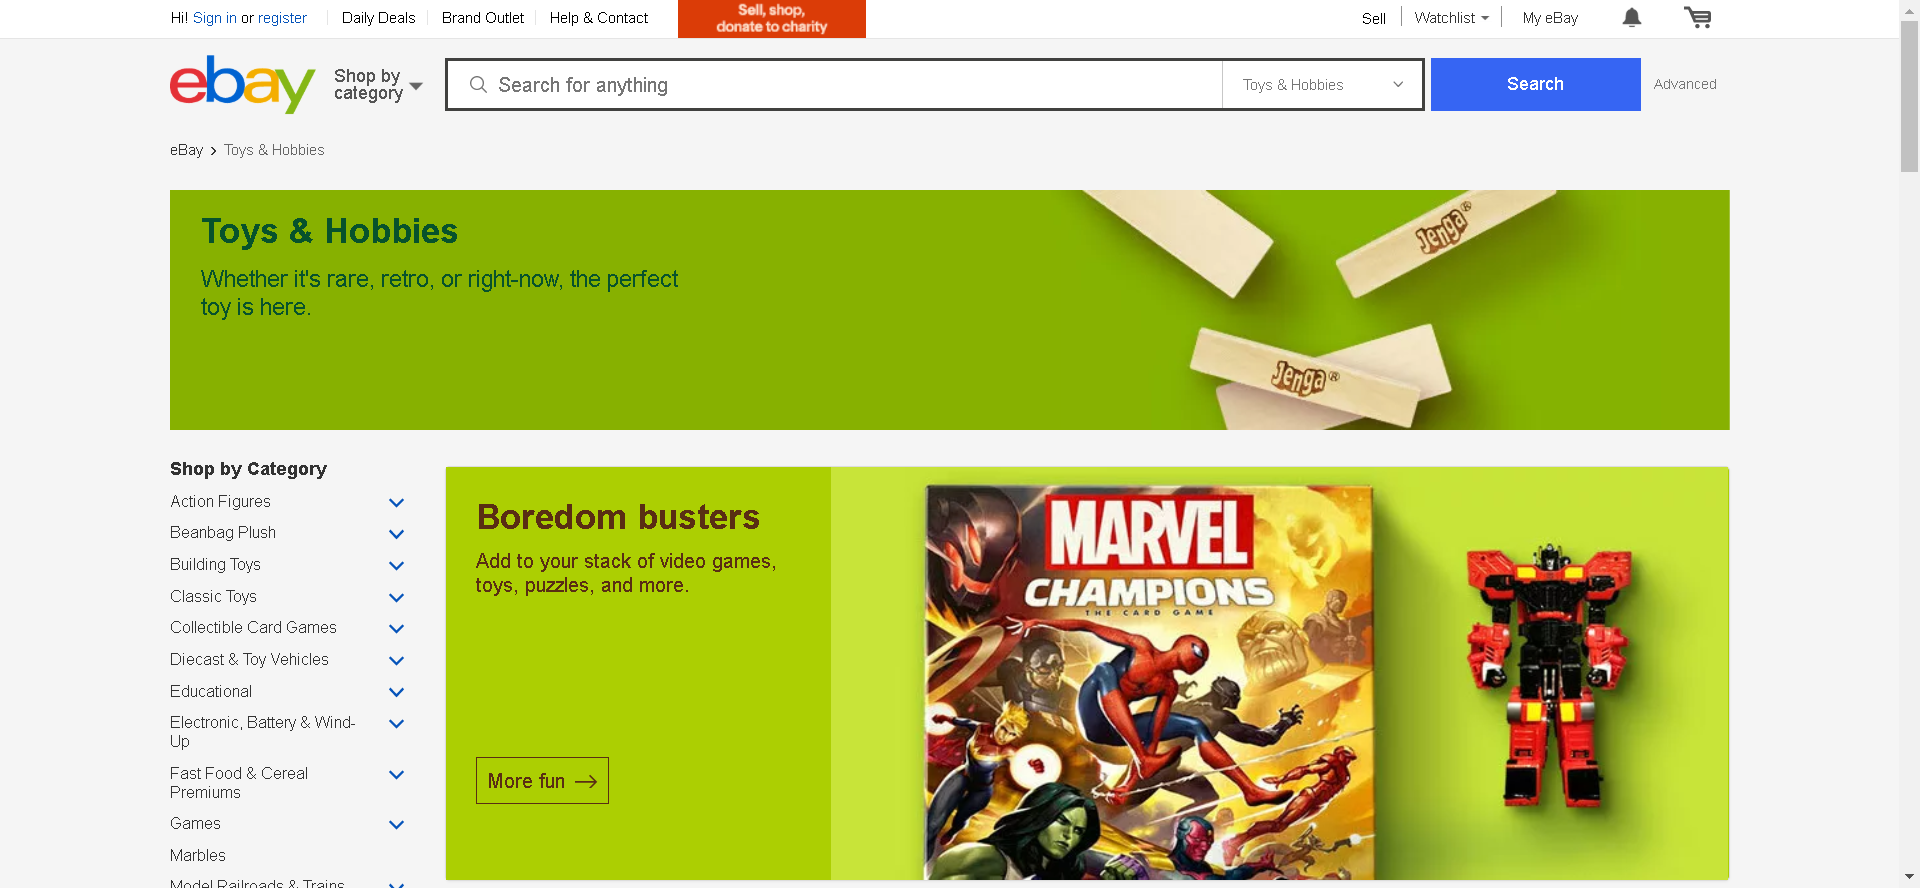 Hi! Sign in or register
Daily Deals
Brand Outlet
Help & Contact
Sell, shop,
donate to charity
Sell
Watchlist
My eBay
ebay
Shop by
category
Search for anything
Toys & Hobbies
Search
Advanced
eBay
Toys & Hobbies
Toys & Hobbies
Whether it's rare, retro, or right-now, the perfect
toy is here.
Jenga®
Jenga®
Shop by Category
Action Figures
Beanbag Plush
Building Toys
Classic Toys
Collectible Card Games
Diecast & Toy Vehicles
Educational
Electronic, Battery & Wind-
Up
Fast Food & Cereal
Premiums
Games
Marbles
Model Railroads & Trains
Boredom busters
Add to your stack of video games,
toys, puzzles, and more.
More fun
MARVEL
CHAMPIONS
THE CARD GAME